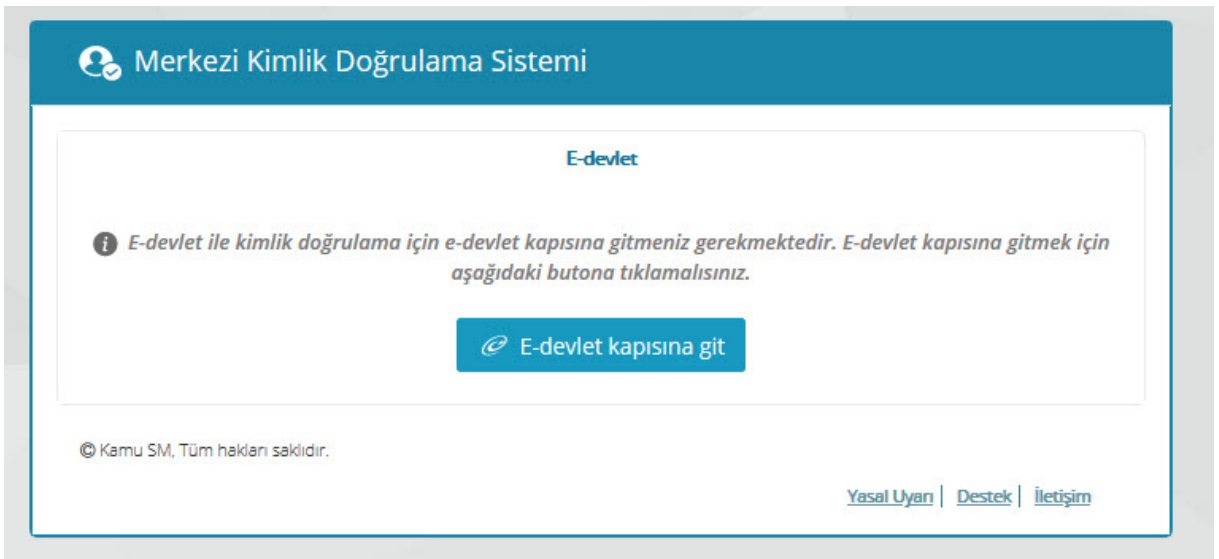 Merkezi Kimlik Doğrulama Sistemi
E-devlet
E-devlet ile kimlik doğrulama için e-devlet kapısına gitmeniz gerekmektedir. E-devlet kapısına gitmek için
aşağıdaki butona tıklamalısınız.
E-devlet kapısına git
© Kamu SM, Tüm hakları saklıdır.
Yasal Uyarı | Destek | İletişim